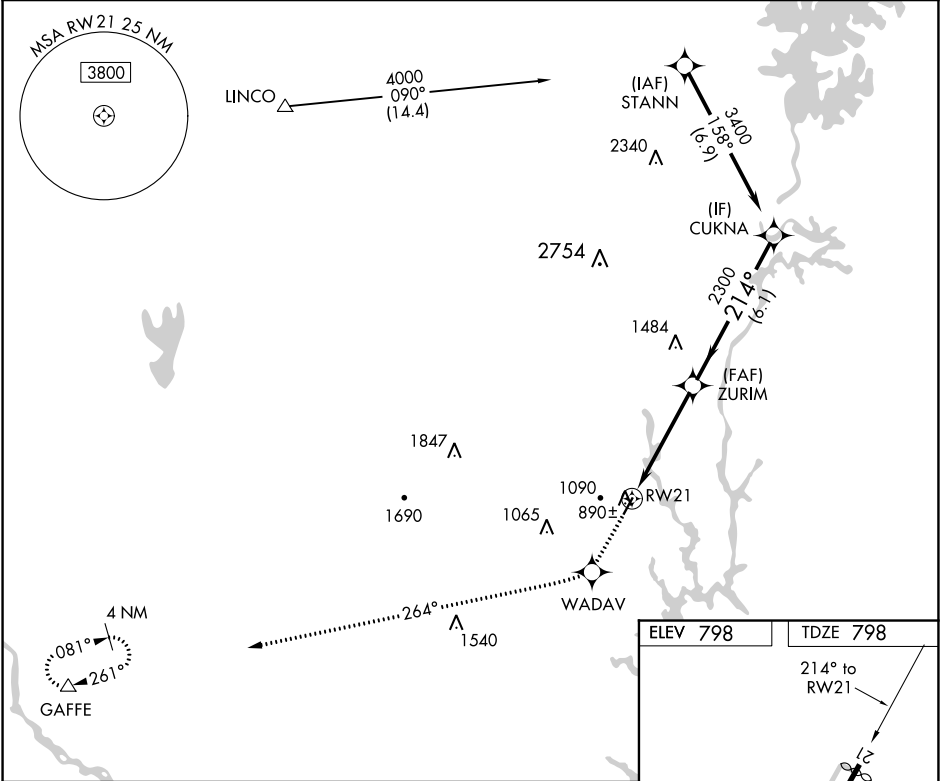 MSA RW21 25 NM
3800
LINCO
4000
090°
(14.4)
(IAF)
STANN
3400
158°
(6.9)
2340
(IF)
CUKNA
2754
2300
214°
(6.1)
1484
(FAF)
ZURIM
1847
1690
1090
890±
RW21
1065
WADAV
264°
1540
4 NM
081°
261°
GAFFE
ELEV 798
TDZE 798
214° to
RW21
21